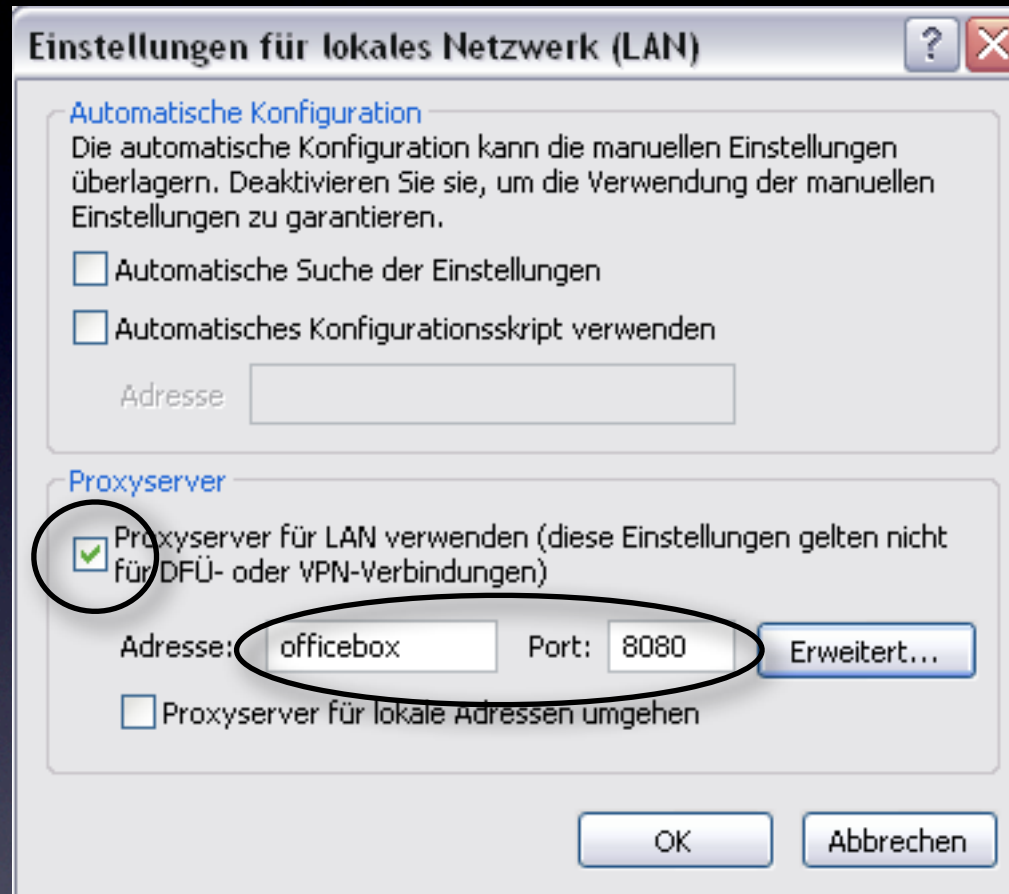 Einstellungen für lokales Netzwerk (LAN)
Automatische Konfiguration
Die automatische Konfiguration kann die manuellen Einstellungen
überlagern. Deaktivieren Sie sie, um die Verwendung der manuellen
Einstellungen zu garantieren.
Automatische Suche der Einstellungen
Automatisches Konfigurationsskript verwenden
Adresse
Proxyserver
Proxyserver für LAN verwenden (diese Einstellungen gelten nicht
für DFÜ- oder VPN-Verbindungen)
Adresse: officebox Port: 8080 Erweitert...
Proxyserver für lokale Adressen umgehen
OK Abbrechen